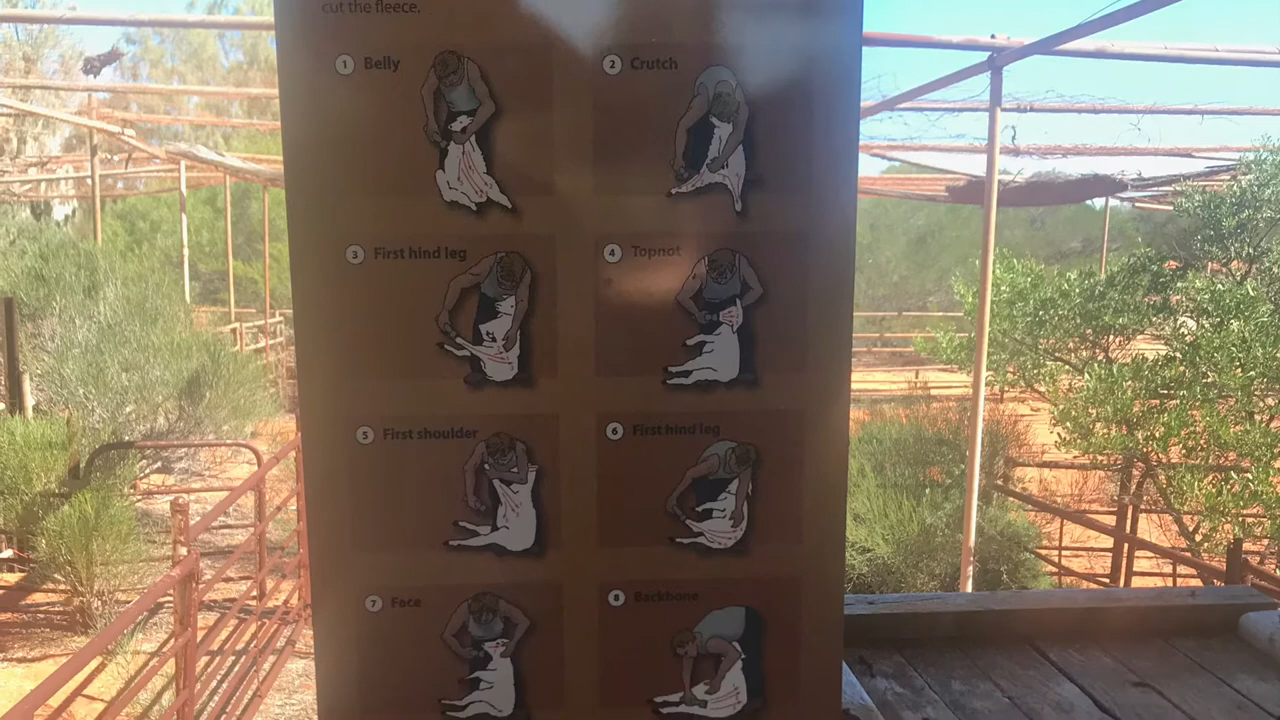 cut the fleece.
1 Belly
2 Crutch
3 First hind leg
4 Topnot
5 First shoulder
6 First hind leg
7 Face
8 Backbone